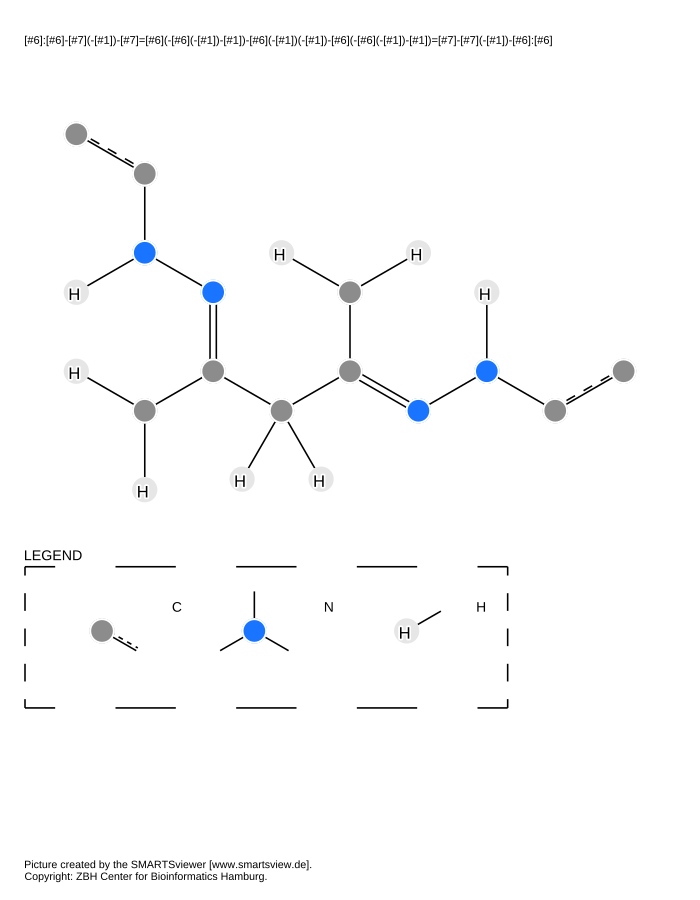 [#6]:[#6]-[#7](-[#1])-[#7]=[#6](-[#6](-[#1])-[#1])-[#6](-[#1])(-[#1])-[#6](-[#6](-[#1])-[#1])=[#7]-[#7](-[#1])-[#6]:[#6]
H H
H H
H
H H
H
LEGEND
C N H
H
Picture created by the SMARTSviewer [www.smartsview.de].
Copyright: ZBH Center for Bioinformatics Hamburg.